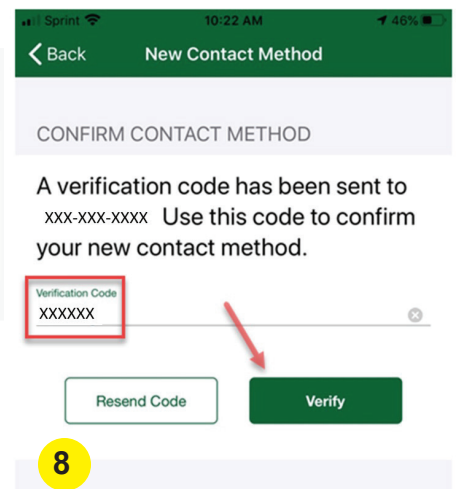 Sprint 10:22 AM 46%
Back New Contact Method
CONFIRM CONTACT METHOD
A verification code has been sent to
xxx-xxx-xxxx Use this code to confirm
your new contact method.
Verification Code
XXXXXX
Resend Code Verify
8